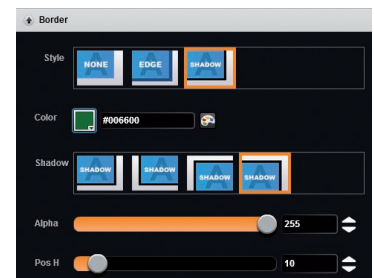 Border
Style
NONE EDGE SHADOW
Color #006600
Shadow
SHADOW SHADOW SHADOW SHADOW
Alpha 255
Pos H 10